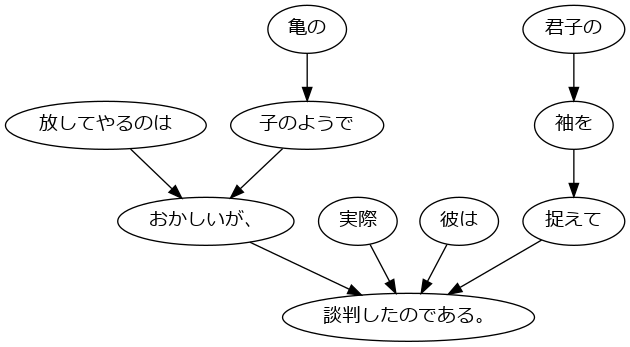 亀の 君子の
放してやるのは 子のようで 袖を
おかしいが、 実際 彼は 捉えて
談判したのである。